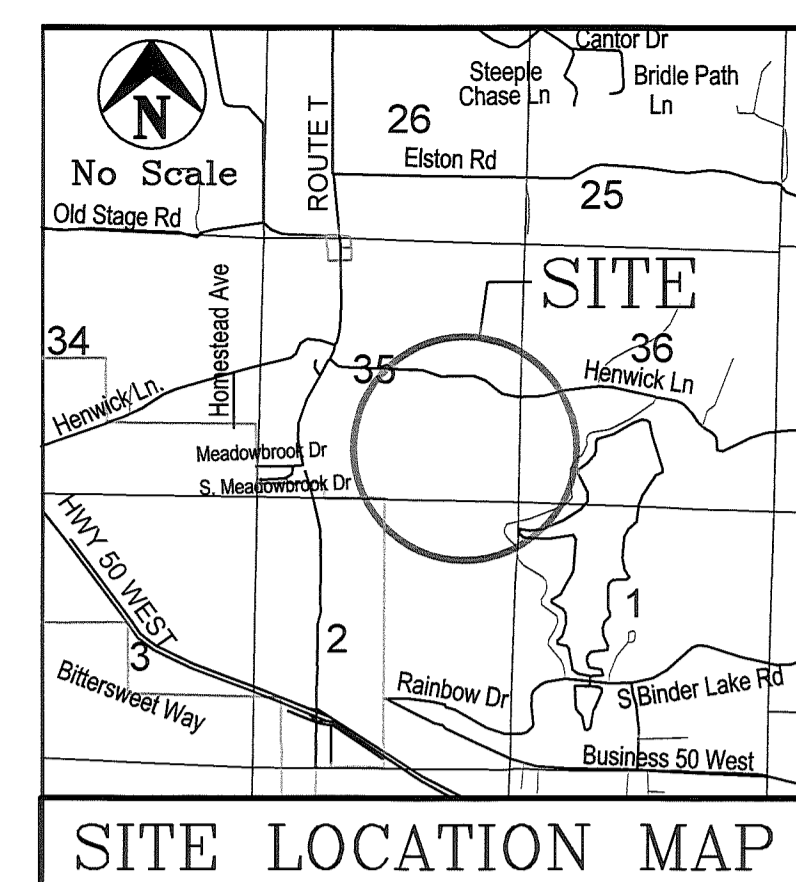 Cantor Dr
Steeple
Chase Ln
Bridle Path
Ln
N
No Scale
ROUTE T
26
Elston Rd
25
Old Stage Rd
SITE
Homestead Ave
34
35
36
Henwick Ln
Henwick Ln.
Meadowbrook Dr
S. Meadowbrook Dr
HWY 50 WEST
1
2
3
Bittersweet Way
Rainbow Dr
S Binder Lake Rd
Business 50 West
SITE LOCATION MAP